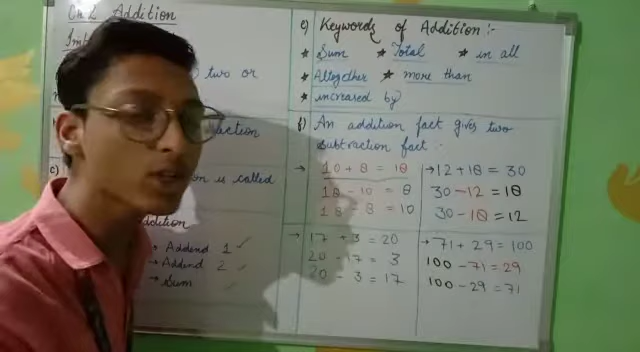 Ch.2 Addition
two or
c)
is called
Addition
→ Addend 1 ✓
→ Addend 2 ✓
→ Sum ✓
e) Keywords of Addition :-
* Sum * Total * in all
* Altogether * more than
* increased by
f) An addition fact gives two
subtraction fact :-
→ 10 + 8 = 18
18 - 10 = 8
18 - 8 = 10
→ 12 + 18 = 30
30 - 12 = 18
30 - 18 = 12
→ 17 + 3 = 20
20 - 17 = 3
20 - 3 = 17
→ 71 + 29 = 100
100 - 71 = 29
100 - 29 = 71